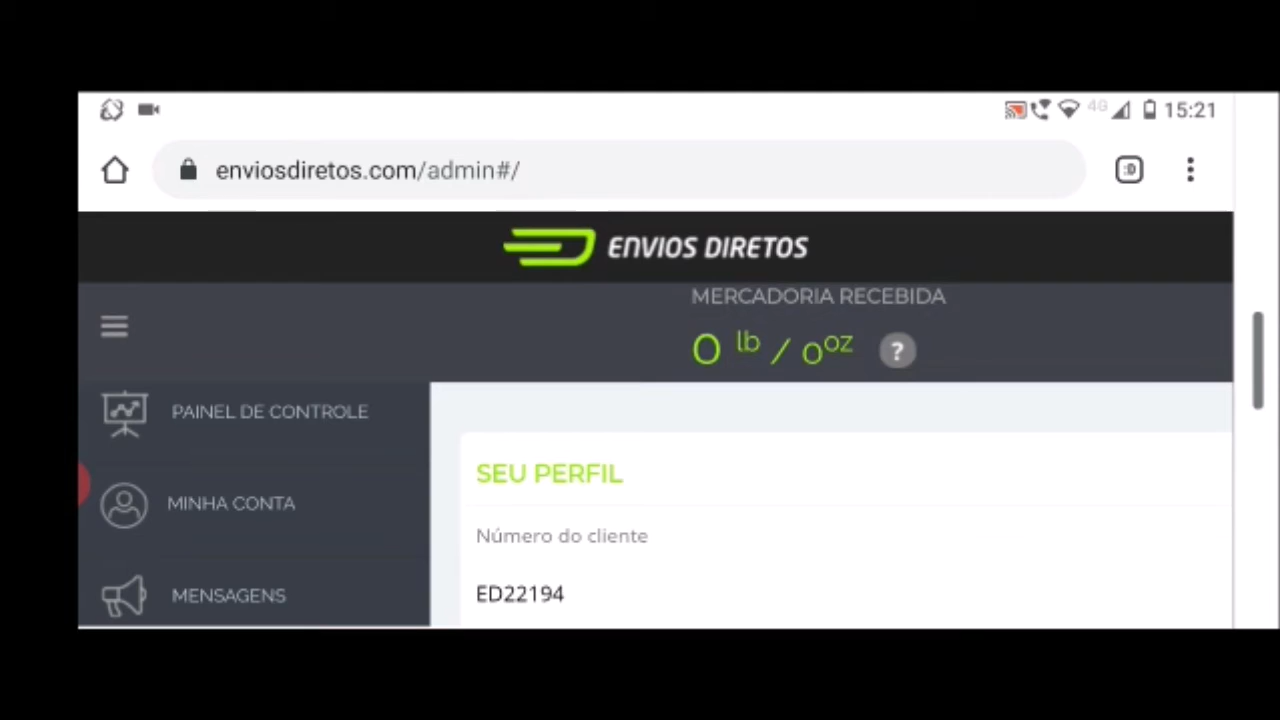 4G 15:21
enviosdiretos.com/admin#/
:D
ENVIOS DIRETOS
MERCADORIA RECEBIDA
0 lb / 0 oz ?
PAINEL DE CONTROLE
SEU PERFIL
MINHA CONTA
Número do cliente
MENSAGENS
ED22194